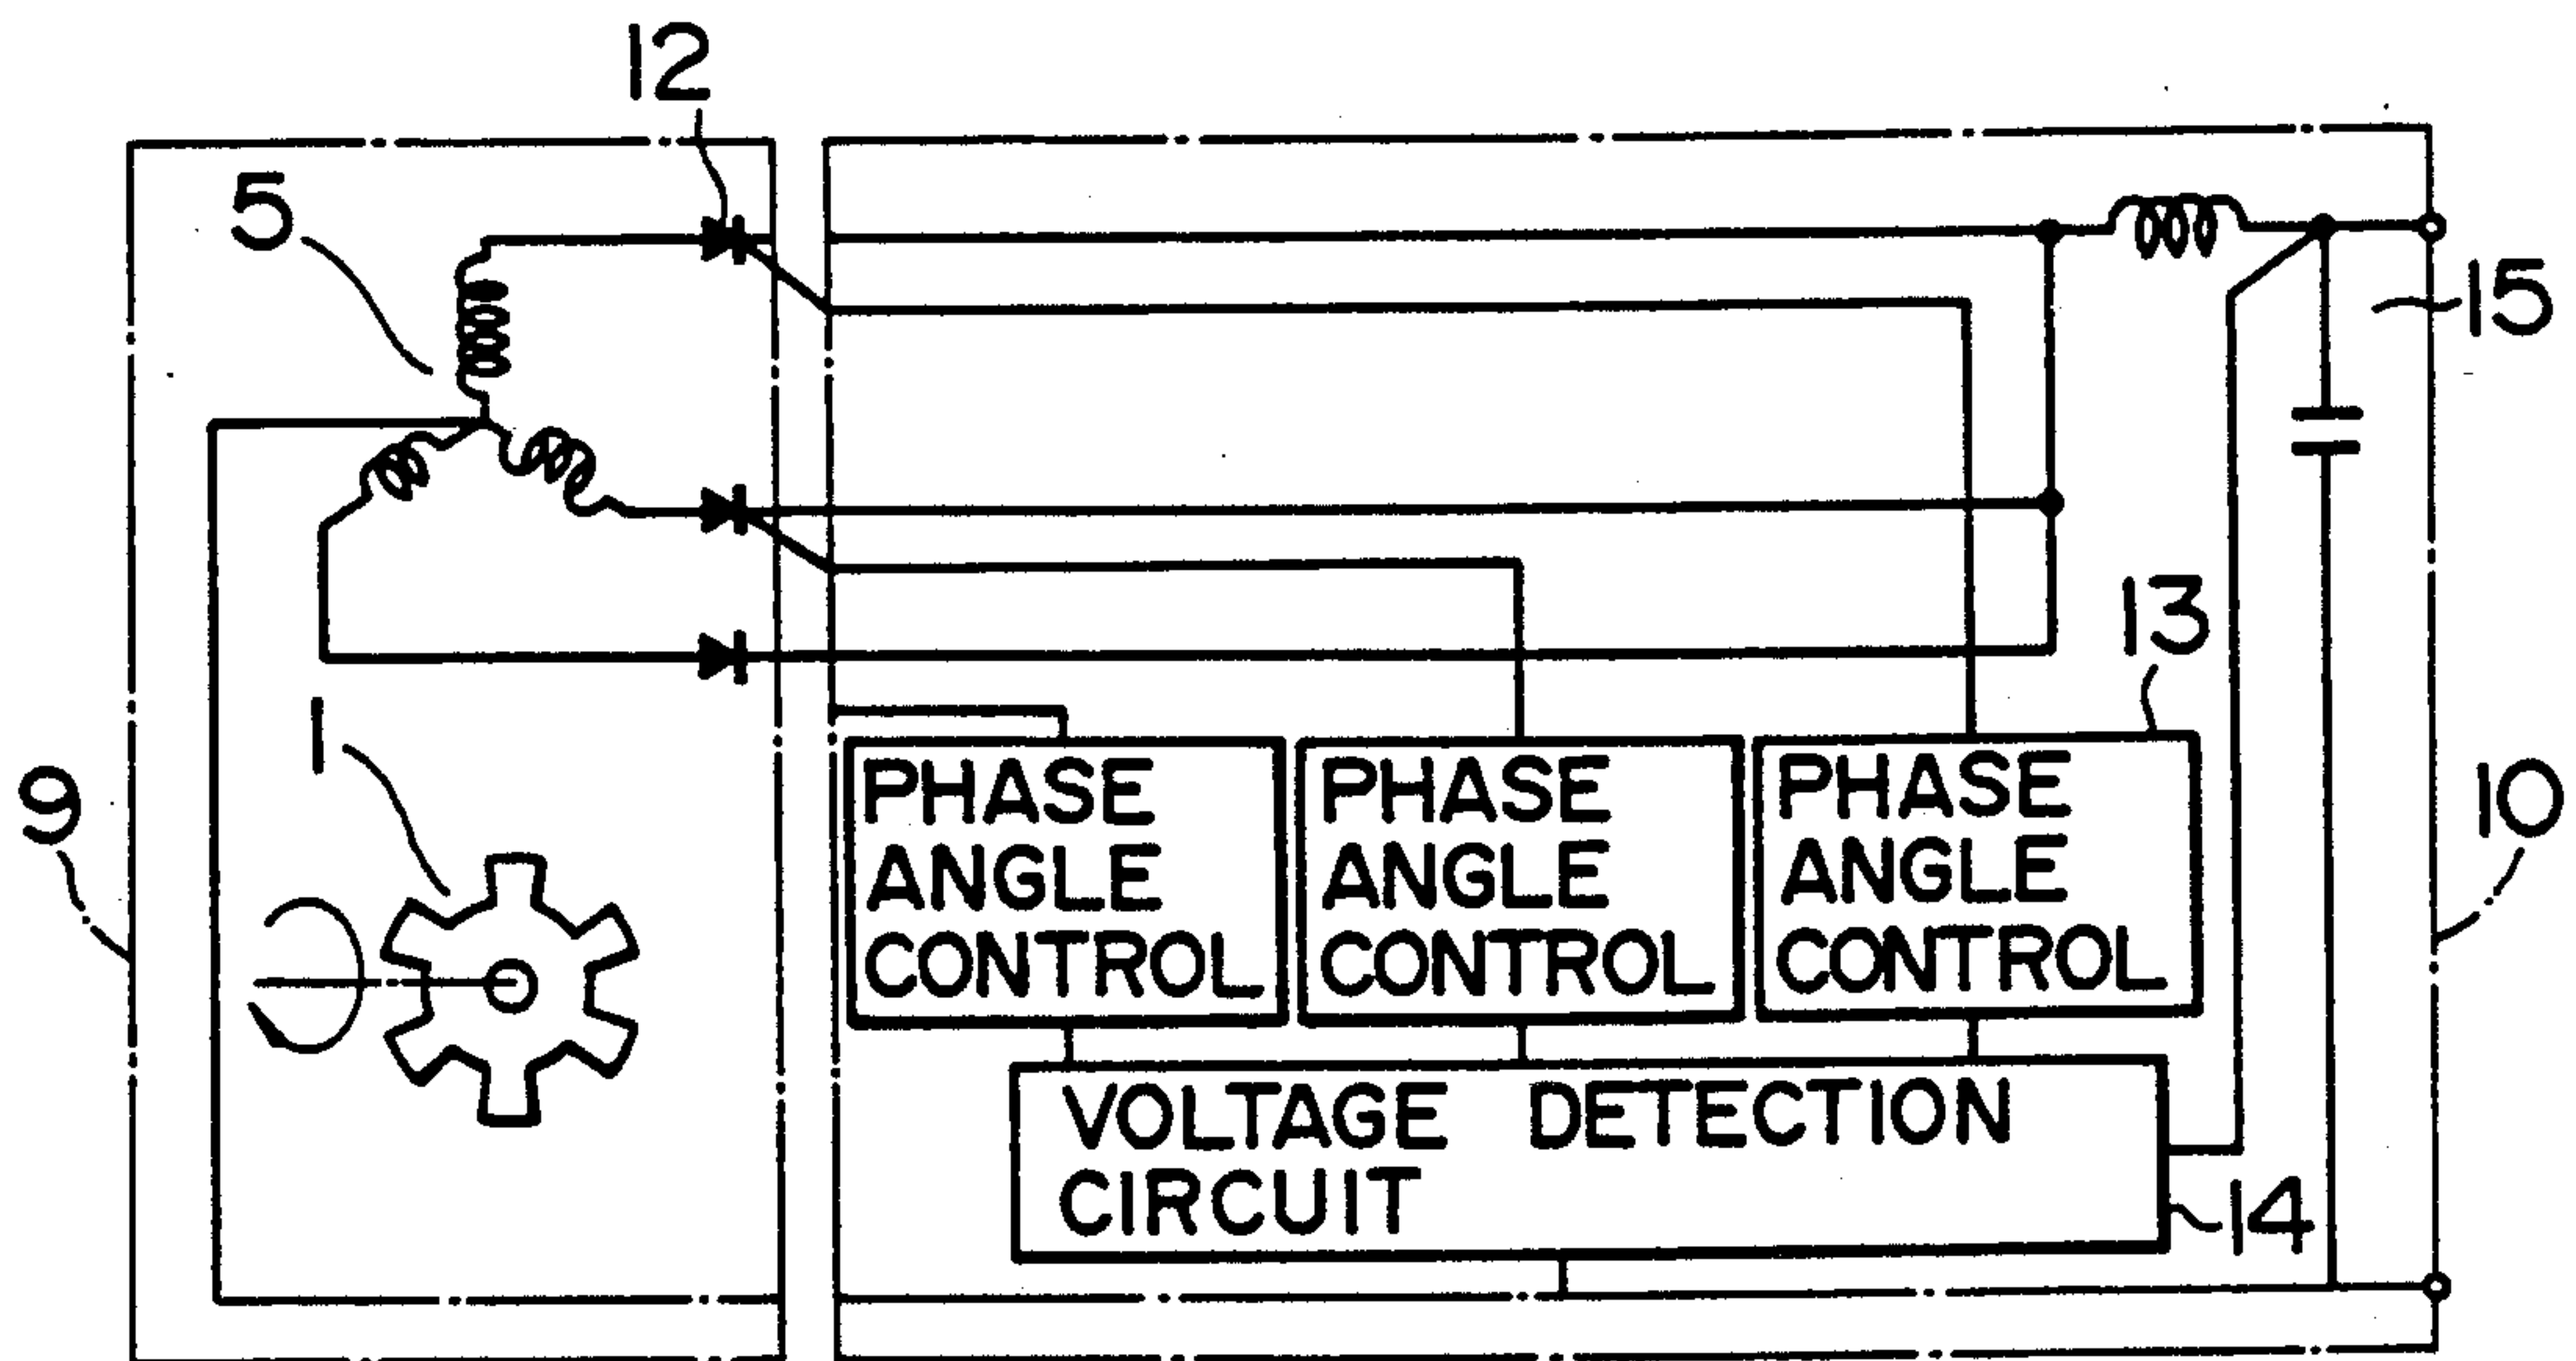 12
5
15
13
1
9
10
PHASE
ANGLE
CONTROL
PHASE
ANGLE
CONTROL
PHASE
ANGLE
CONTROL
VOLTAGE DETECTION
CIRCUIT
14